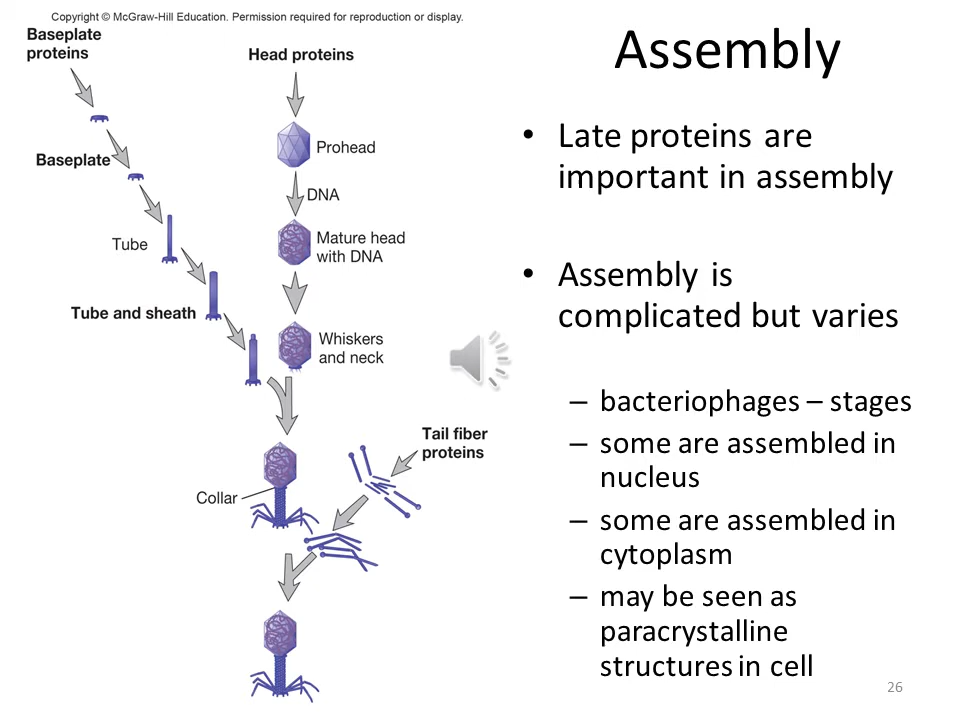 Copyright © McGraw-Hill Education. Permission required for reproduction or display.
Baseplate
proteins
Head proteins
Prohead
Baseplate
DNA
Tube
Mature head
with DNA
Tube and sheath
Whiskers
and neck
Tail fiber
proteins
Collar
Assembly
• Late proteins are
important in assembly
• Assembly is
complicated but varies
– bacteriophages – stages
– some are assembled in
nucleus
– some are assembled in
cytoplasm
– may be seen as
paracrystalline
structures in cell
26